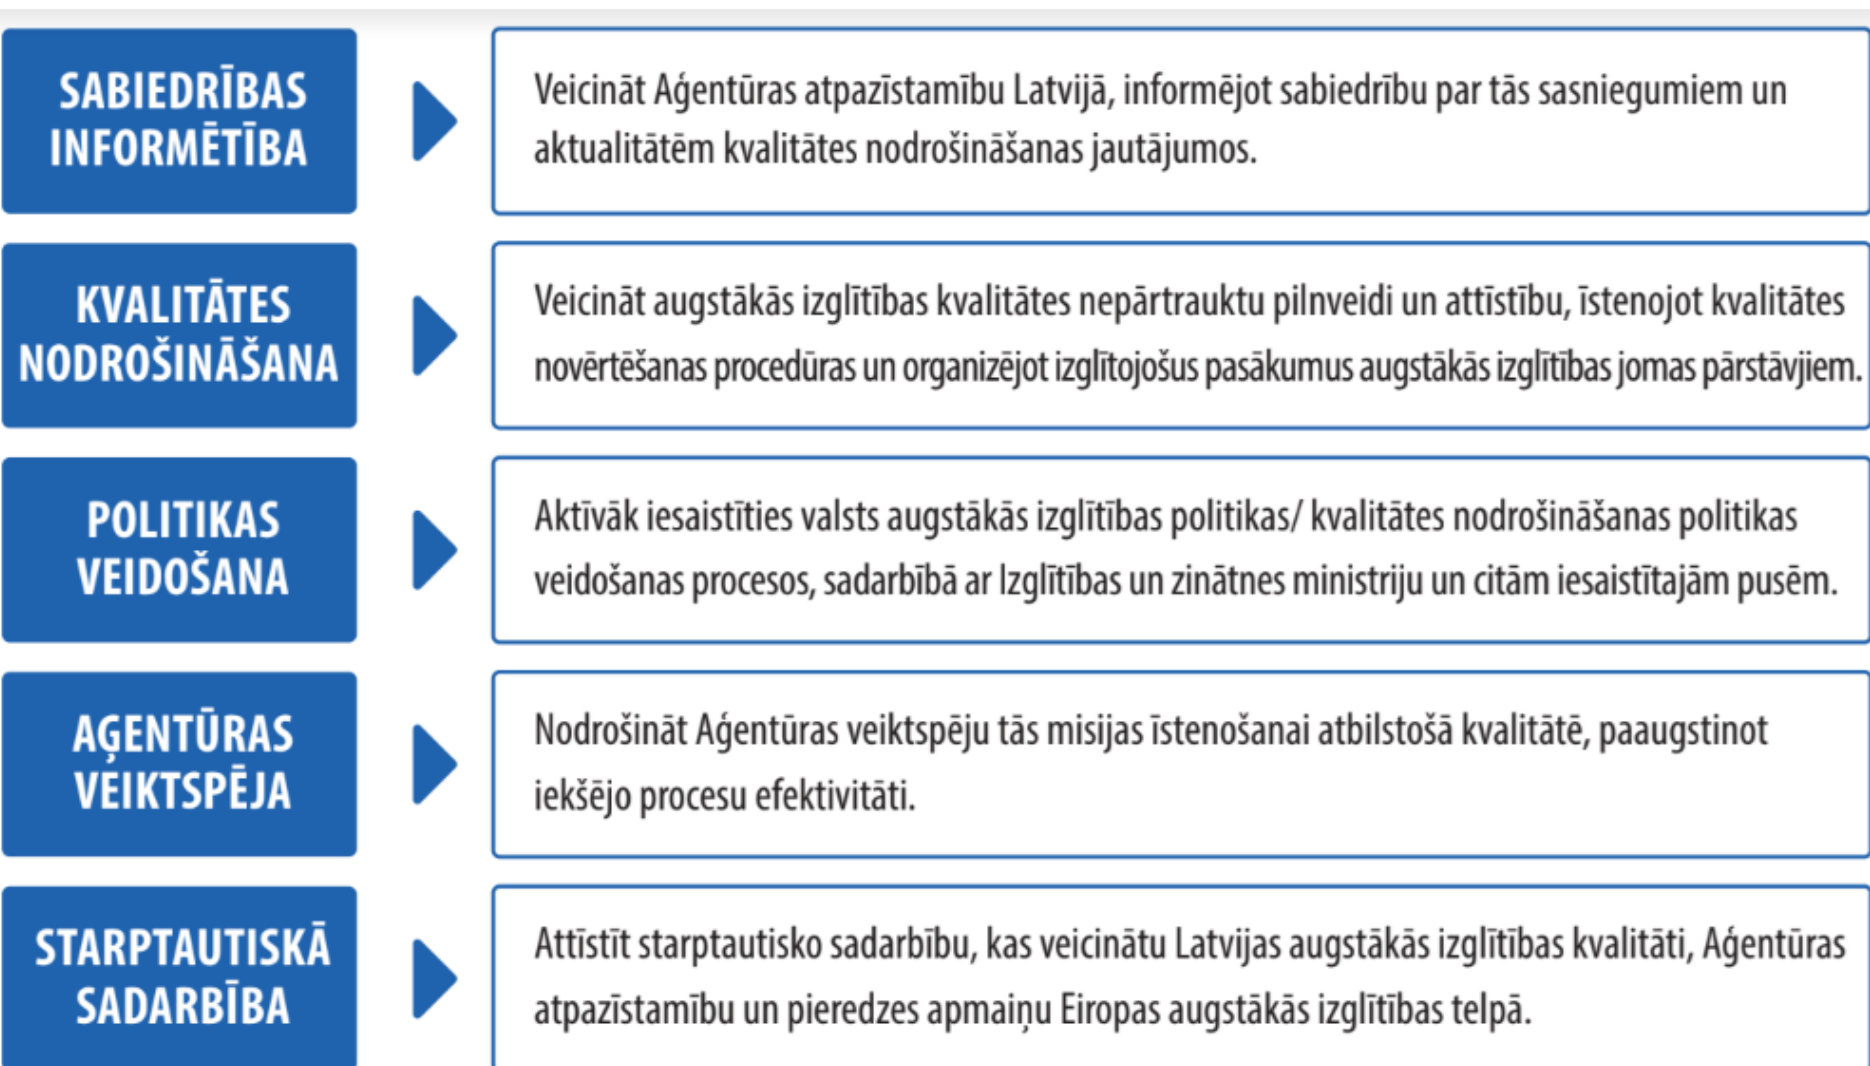 SABIEDRĪBAS
INFORMĒTĪBA
Veicināt Aģentūras atpazīstamību Latvijā, informējot sabiedrību par tās sasniegumiem un
aktualitātēm kvalitātes nodrošināšanas jautājumos.
KVALITĀTES
NODROŠINĀŠANA
Veicināt augstākās izglītības kvalitātes nepārtrauktu pilnveidi un attīstību, īstenojot kvalitātes
novērtēšanas procedūras un organizējot izglītojošus pasākumus augstākās izglītības jomas pārstāvjiem.
POLITIKAS
VEIDOŠANA
Aktīvāk iesaistīties valsts augstākās izglītības politikas/ kvalitātes nodrošināšanas politikas
veidošanas procesos, sadarbībā ar Izglītības un zinātnes ministriju un citām iesaistītajām pusēm.
AĢENTŪRAS
VEIKTSPĒJA
Nodrošināt Aģentūras veiktspēju tās misijas īstenošanai atbilstošā kvalitātē, paaugstinot
iekšējo procesu efektivitāti.
STARPTAUTISKĀ
SADARBĪBA
Attīstīt starptautisko sadarbību, kas veicinātu Latvijas augstākās izglītības kvalitāti, Aģentūras
atpazīstamību un pieredzes apmaiņu Eiropas augstākās izglītības telpā.